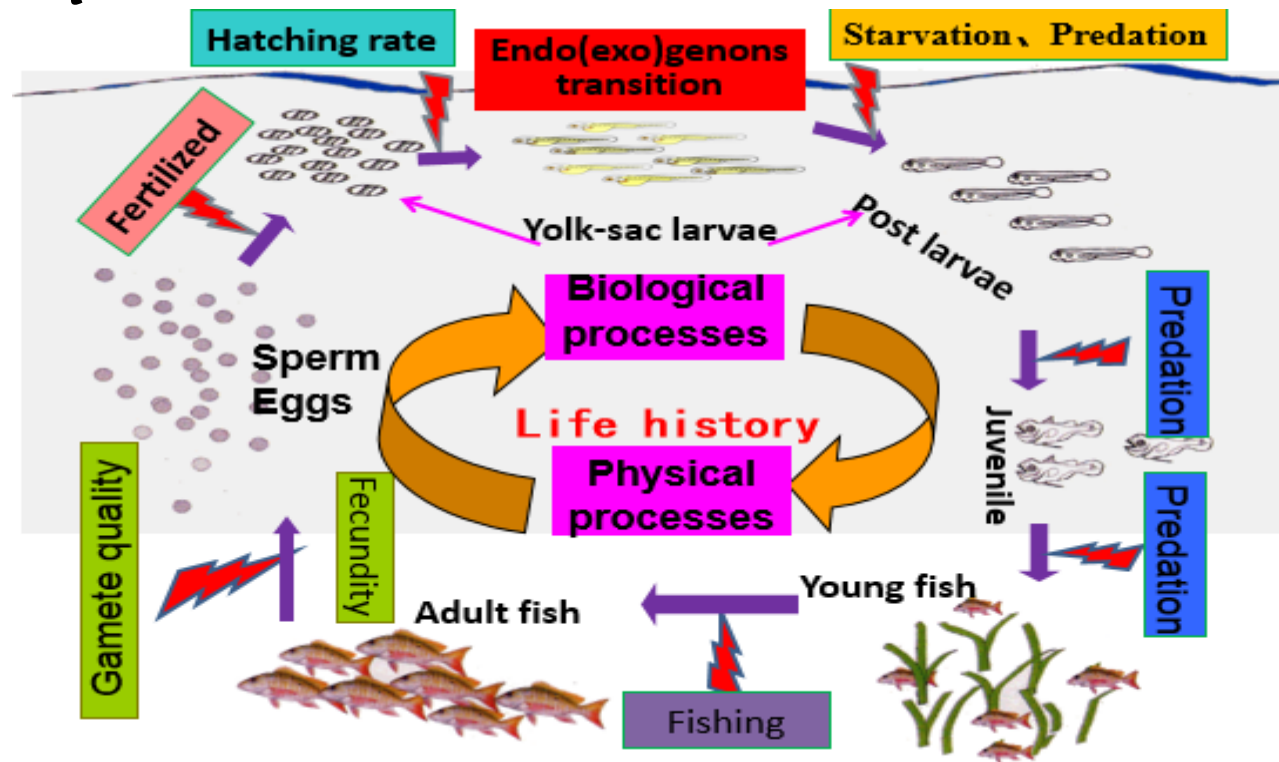 Hatching rate
Endo(exo)genons
transition
Starvation、Predation
Fertilized
Yolk-sac larvae
Post larvae
Biological
processes
Predation
Sperm
Eggs
Life history
Juvenile
Physical
processes
Gamete quality
Fecundity
Predation
Adult fish
Young fish
Fishing